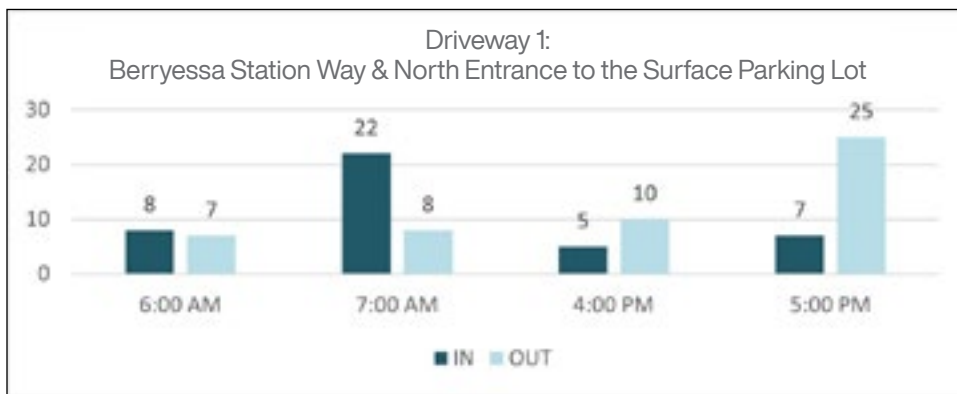 Driveway 1:
Berryessa Station Way & North Entrance to the Surface Parking Lot
30
20
10
0
8
7
22
8
5
10
7
25
6:00 AM
7:00 AM
4:00 PM
5:00 PM
IN
OUT